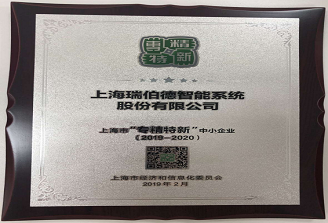 专精
特新
上海瑞伯德智能系统
股份有限公司
上海市“专精特新”中小企业
（2019-2020）
上海市经济和信息化委员会
2019年2月